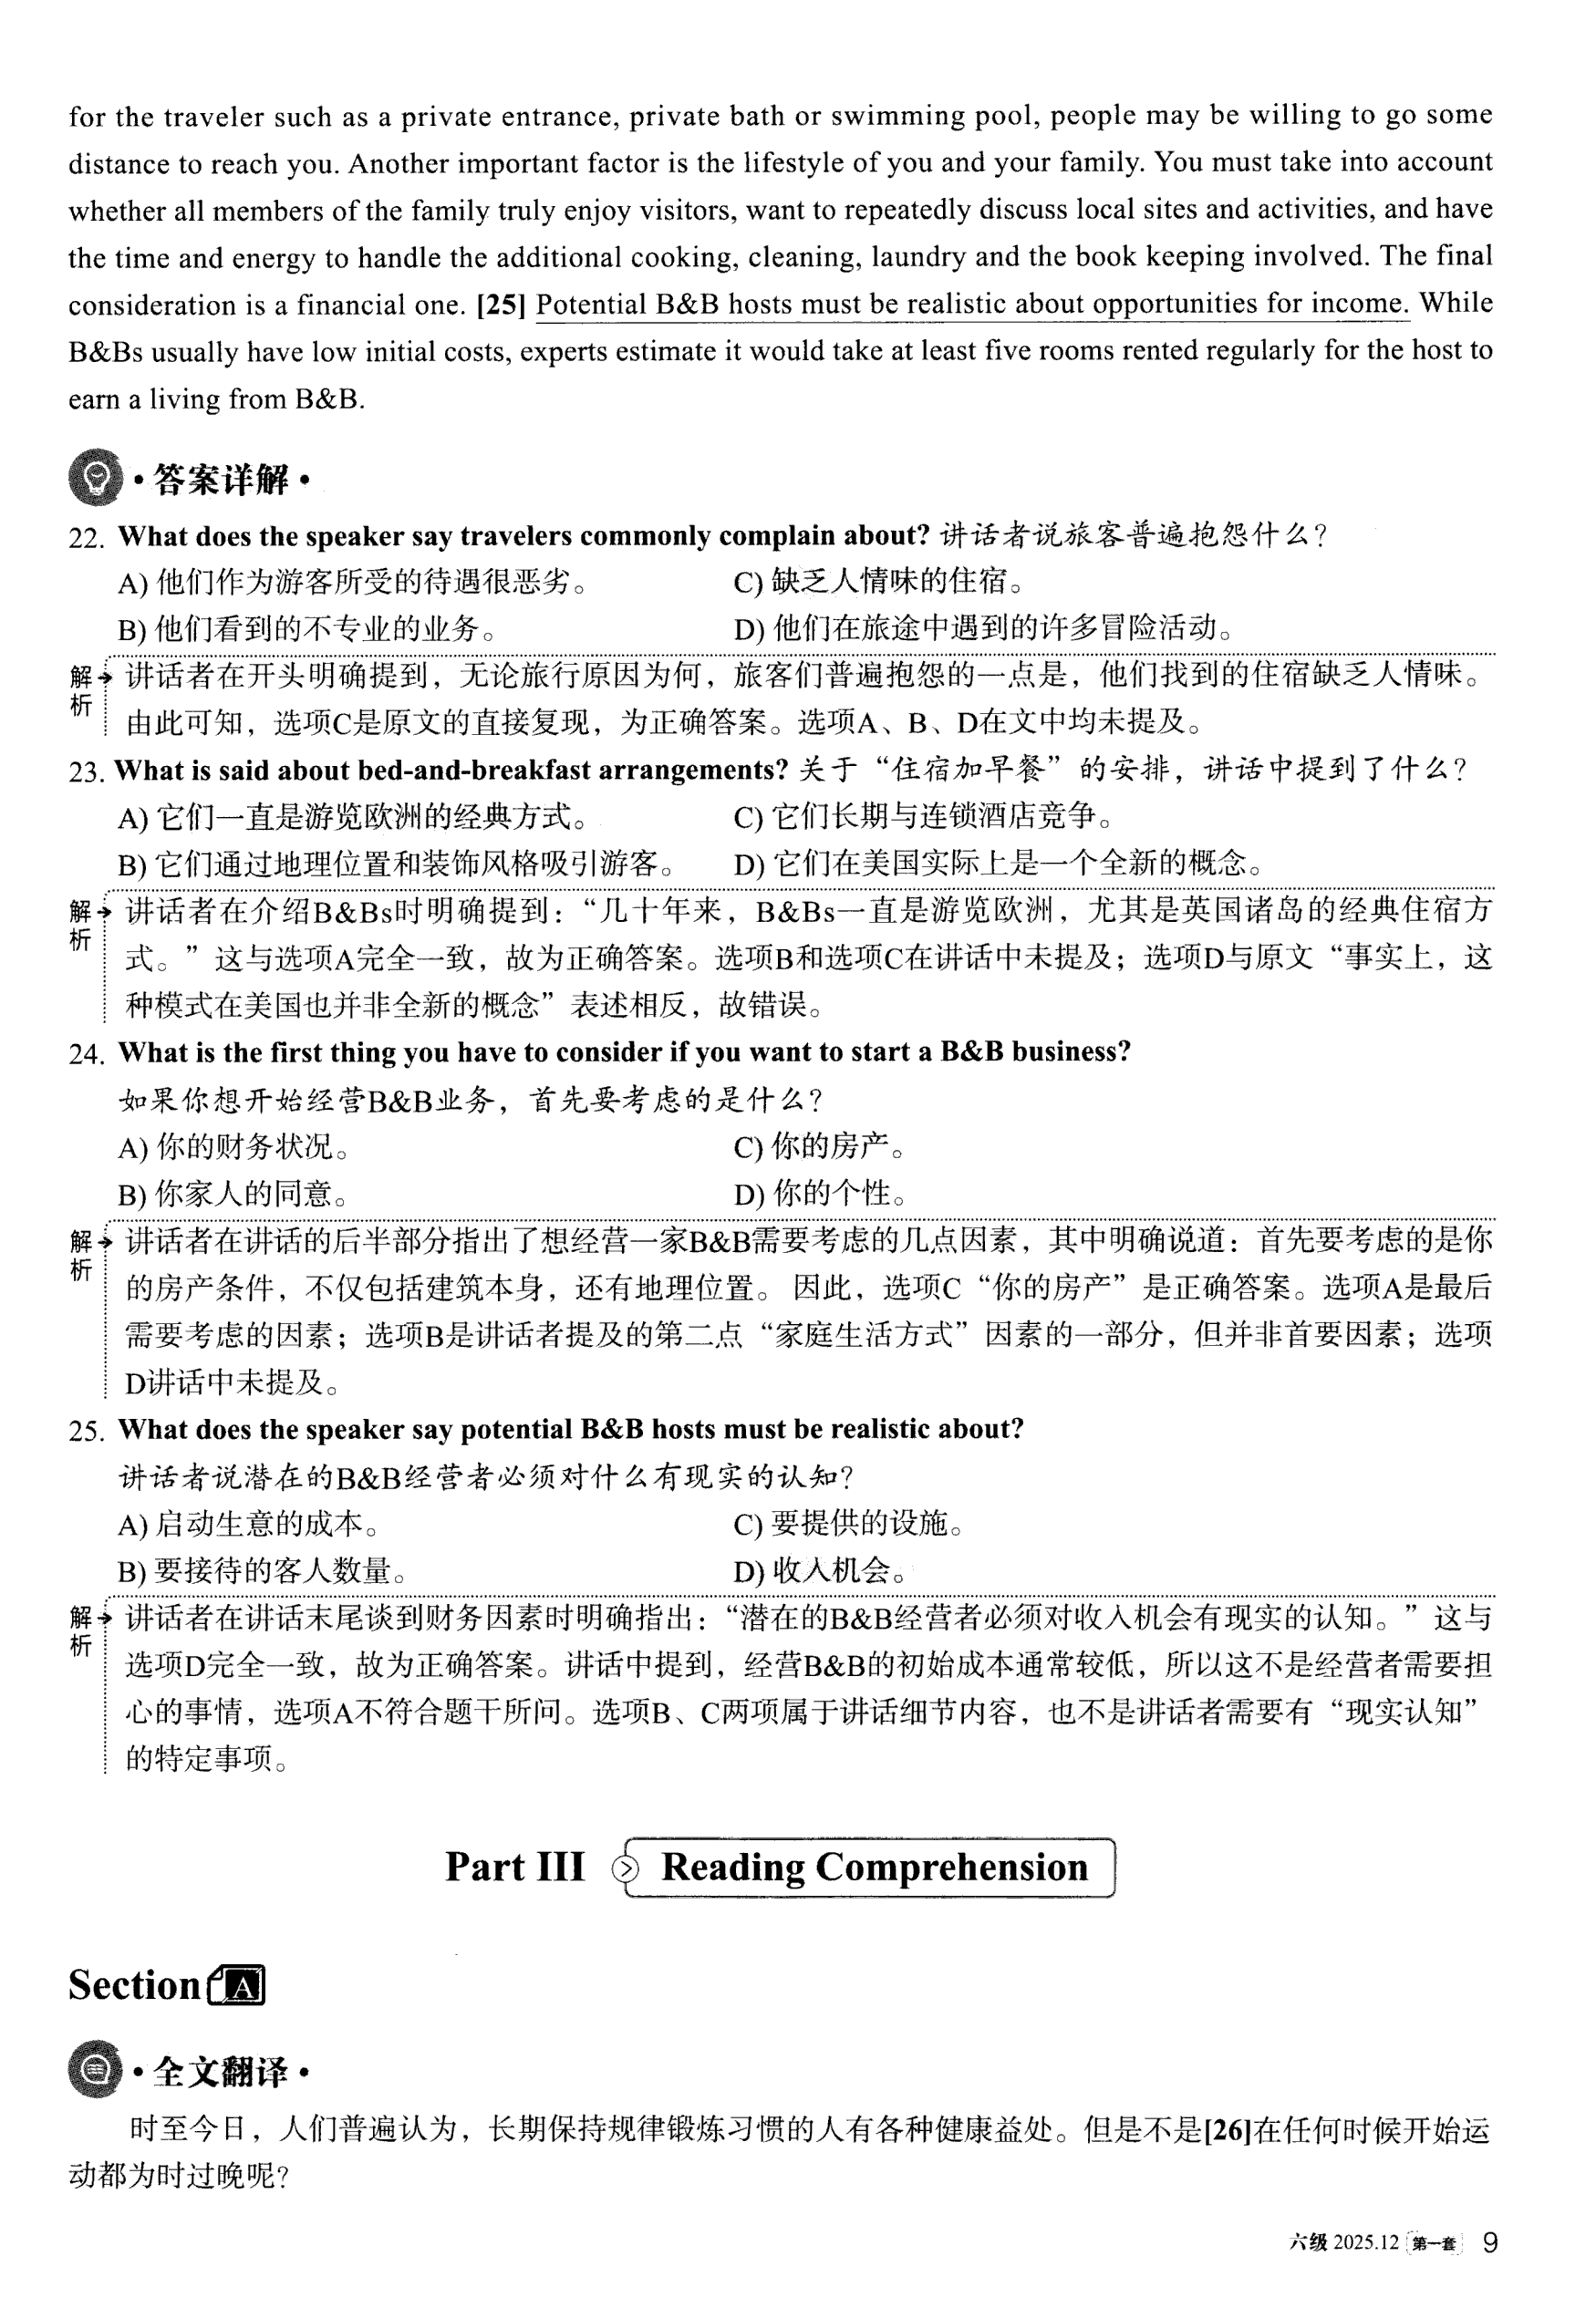 for the traveler such as a private entrance, private bath or swimming pool, people may be willing to go some
distance to reach you. Another important factor is the lifestyle of you and your family. You must take into account
whether all members of the family truly enjoy visitors, want to repeatedly discuss local sites and activities, and have
the time and energy to handle the additional cooking, cleaning, laundry and the book keeping involved. The final
consideration is a financial one. [25] Potential B&B hosts must be realistic about opportunities for income. While
B&Bs usually have low initial costs, experts estimate it would take at least five rooms rented regularly for the host to
earn a living from B&B.
·答案详解·
22. What does the speaker say travelers commonly complain about? 讲话者说旅客普遍抱怨什么?
A) 他们作为游客所受的待遇很恶劣。 C) 缺乏人情味的住宿。
B) 他们看到的不专业的业务。 D) 他们在旅途中遇到的许多冒险活动。
解析 讲话者在开头明确提到，无论旅行原因为何，旅客们普遍抱怨的一点是，他们找到的住宿缺乏人情味。
由此可知，选项C是原文的直接复现，为正确答案。选项A、B、D在文中均未提及。
23. What is said about bed-and-breakfast arrangements? 关于“住宿加早餐”的安排，讲话中提到了什么?
A) 它们一直是游览欧洲的经典方式。 C) 它们长期与连锁酒店竞争。
B) 它们通过地理位置和装饰风格吸引游客。 D) 它们在美国实际上是一个全新的概念。
解析 讲话者在介绍B&Bs时明确提到：“几十年来，B&Bs一直是游览欧洲，尤其是英国诸岛的经典住宿方
式。”这与选项A完全一致，故为正确答案。选项B和选项C在讲话中未提及；选项D与原文“事实上，这
种模式在美国也并非全新的概念”表述相反，故错误。
24. What is the first thing you have to consider if you want to start a B&B business?
如果你想开始经营B&B业务，首先要考虑的是什么?
A) 你的财务状况。 C) 你的房产。
B) 你家人的同意。 D) 你的个性。
解析 讲话者在讲话的后半部分指出了想经营一家B&B需要考虑的几点因素，其中明确说道：首先要考虑的是你
的房产条件，不仅包括建筑本身，还有地理位置。因此，选项C“你的房产”是正确答案。选项A是最后
需要考虑的因素；选项B是讲话者提及的第二点“家庭生活方式”因素的一部分，但并非首要因素；选项
D讲话中未提及。
25. What does the speaker say potential B&B hosts must be realistic about?
讲话者说潜在的B&B经营者必须对什么有现实的认知?
A) 启动生意的成本。 C) 要提供的设施。
B) 要接待的客人数量。 D) 收入机会。
解析 讲话者在讲话末尾谈到财务因素时明确指出：“潜在的B&B经营者必须对收入机会有现实的认知。”这与
选项D完全一致，故为正确答案。讲话中提到，经营B&B的初始成本通常较低，所以这不是经营者需要担
心的事情，选项A不符合题干所问。选项B、C两项属于讲话细节内容，也不是讲话者需要有“现实认知”
的特定事项。
Part III Reading Comprehension
Section A
·全文翻译·
时至今日，人们普遍认为，长期保持规律锻炼习惯的人有各种健康益处。但是不是[26]在任何时候开始运
动都为时过晚呢?
六级 2025.12 第一套 9